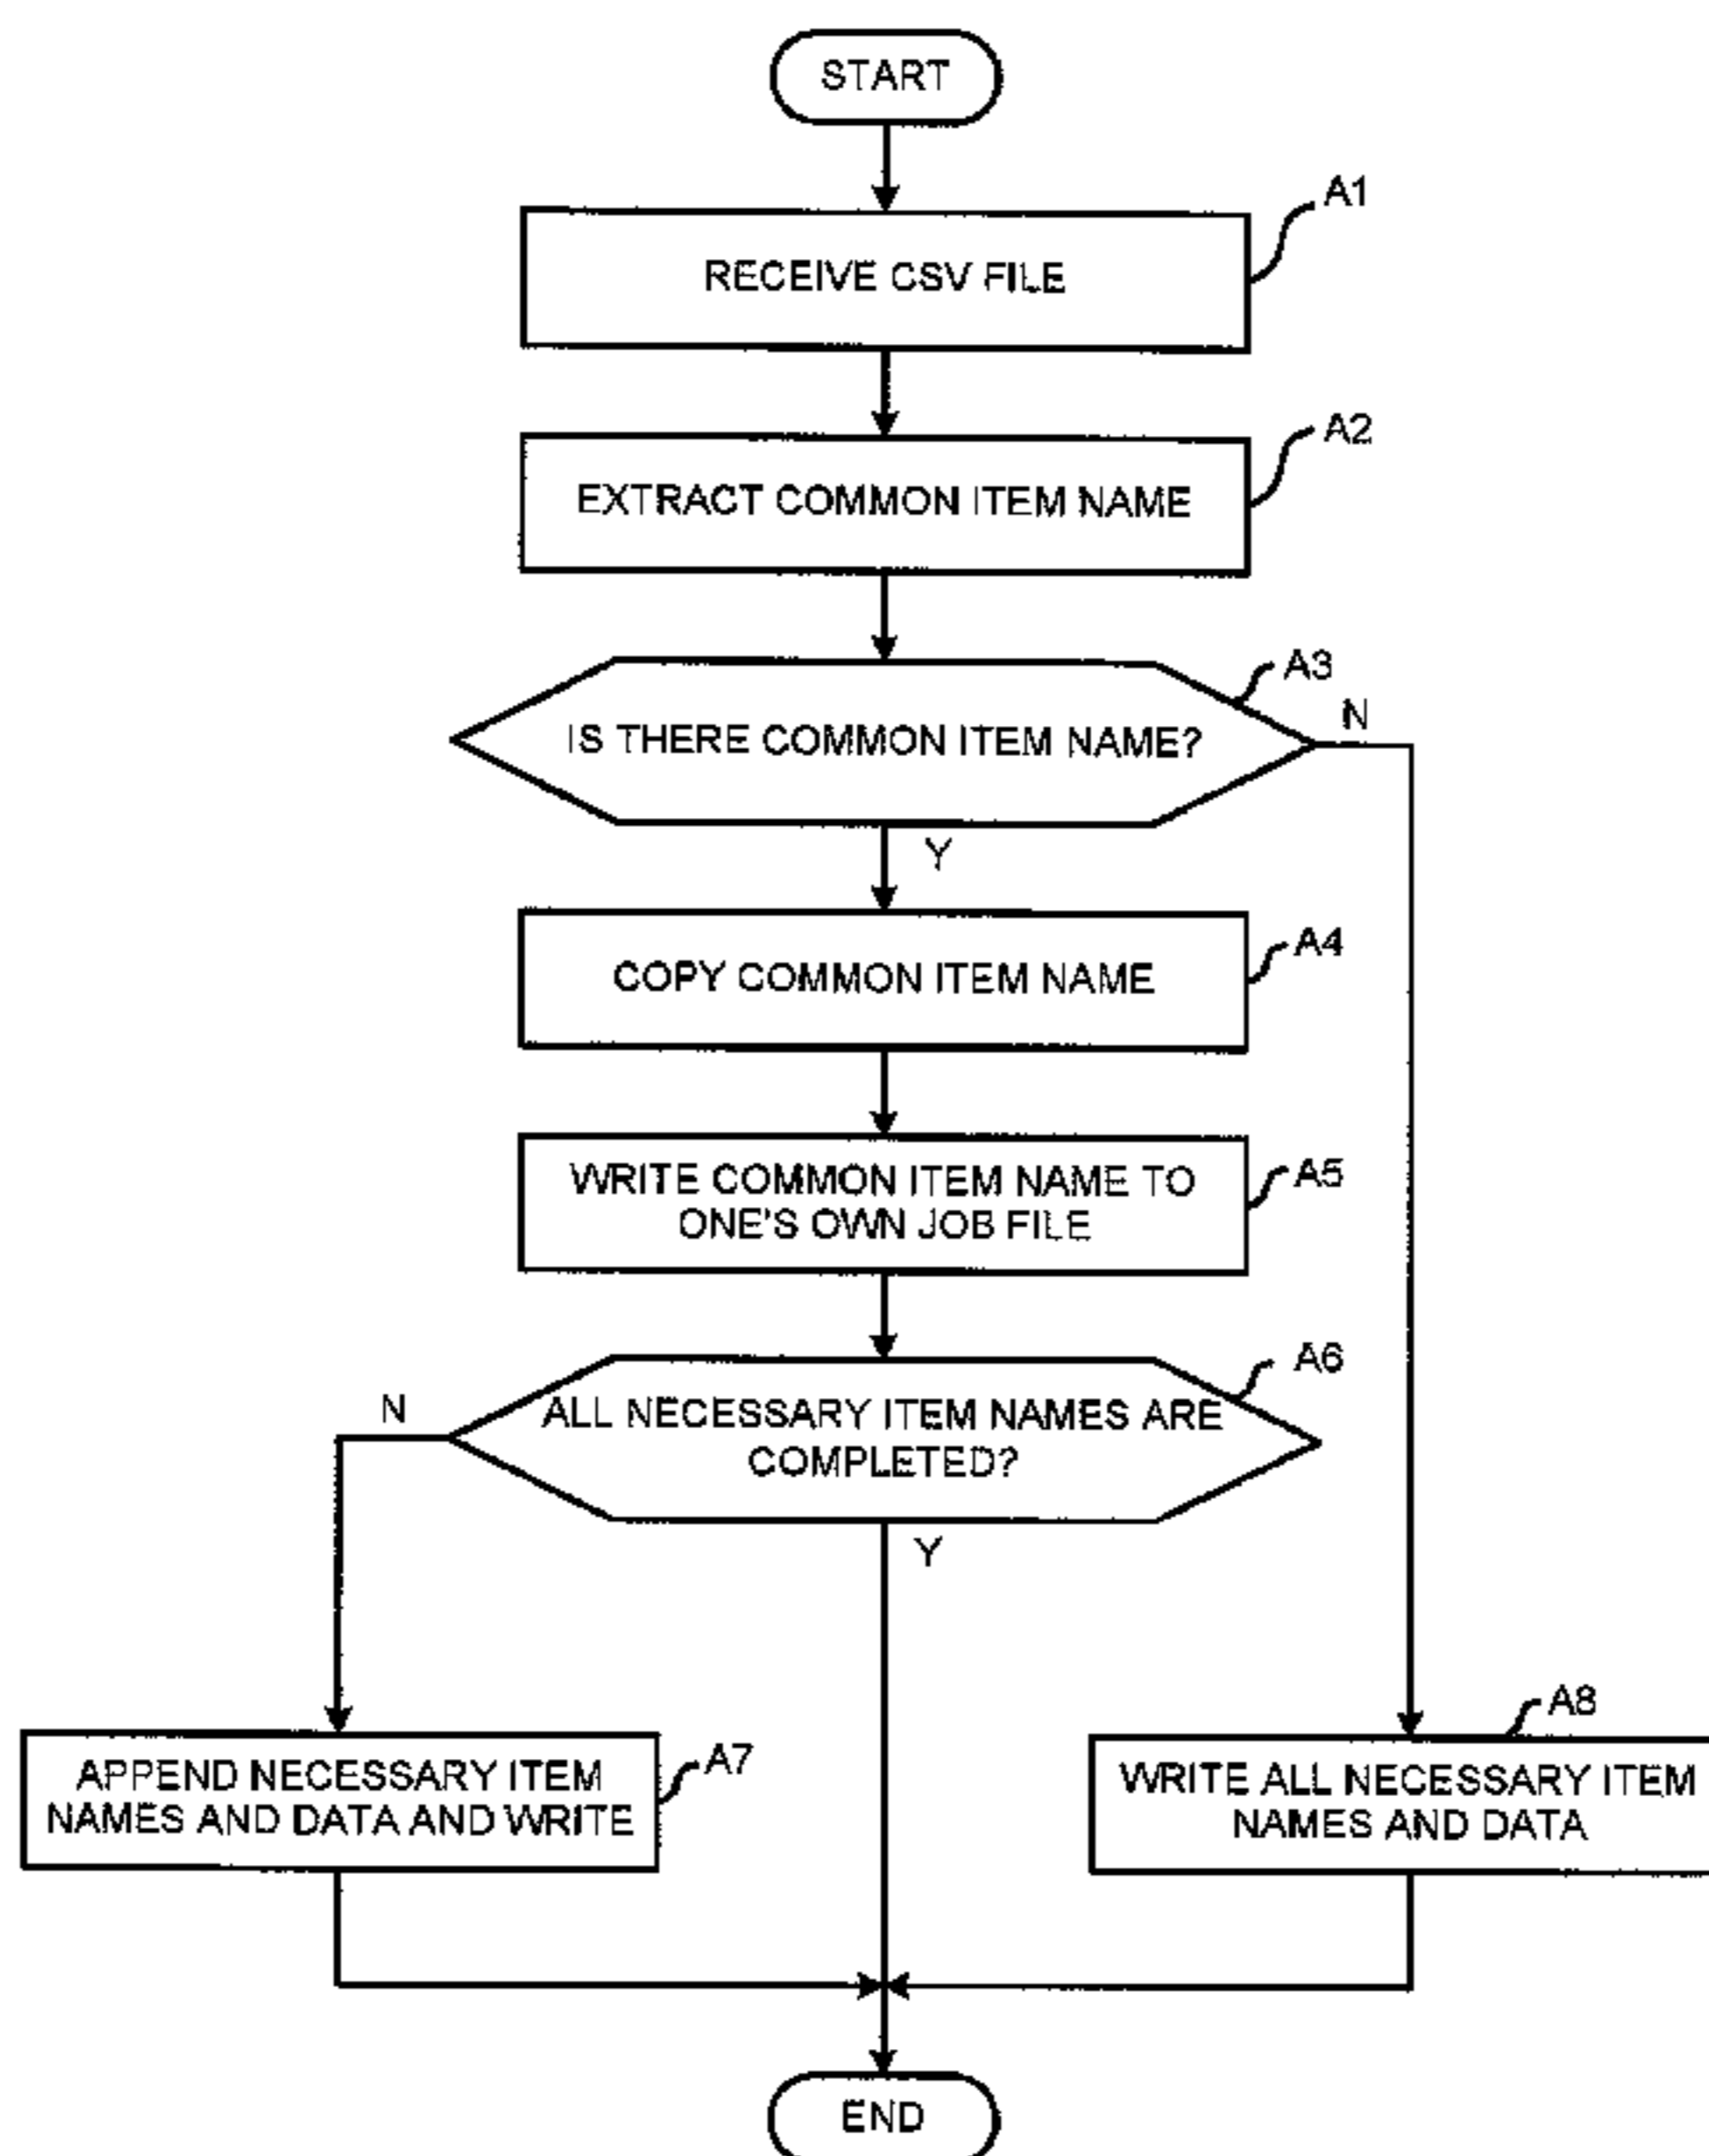 START
A1
RECEIVE CSV FILE
A2
EXTRACT COMMON ITEM NAME
A3
IS THERE COMMON ITEM NAME?
N
Y
A4
COPY COMMON ITEM NAME
A5
WRITE COMMON ITEM NAME TO
ONE'S OWN JOB FILE
A6
ALL NECESSARY ITEM NAMES ARE
COMPLETED?
N
Y
A7
APPEND NECESSARY ITEM
NAMES AND DATA AND WRITE
A8
WRITE ALL NECESSARY ITEM
NAMES AND DATA
END